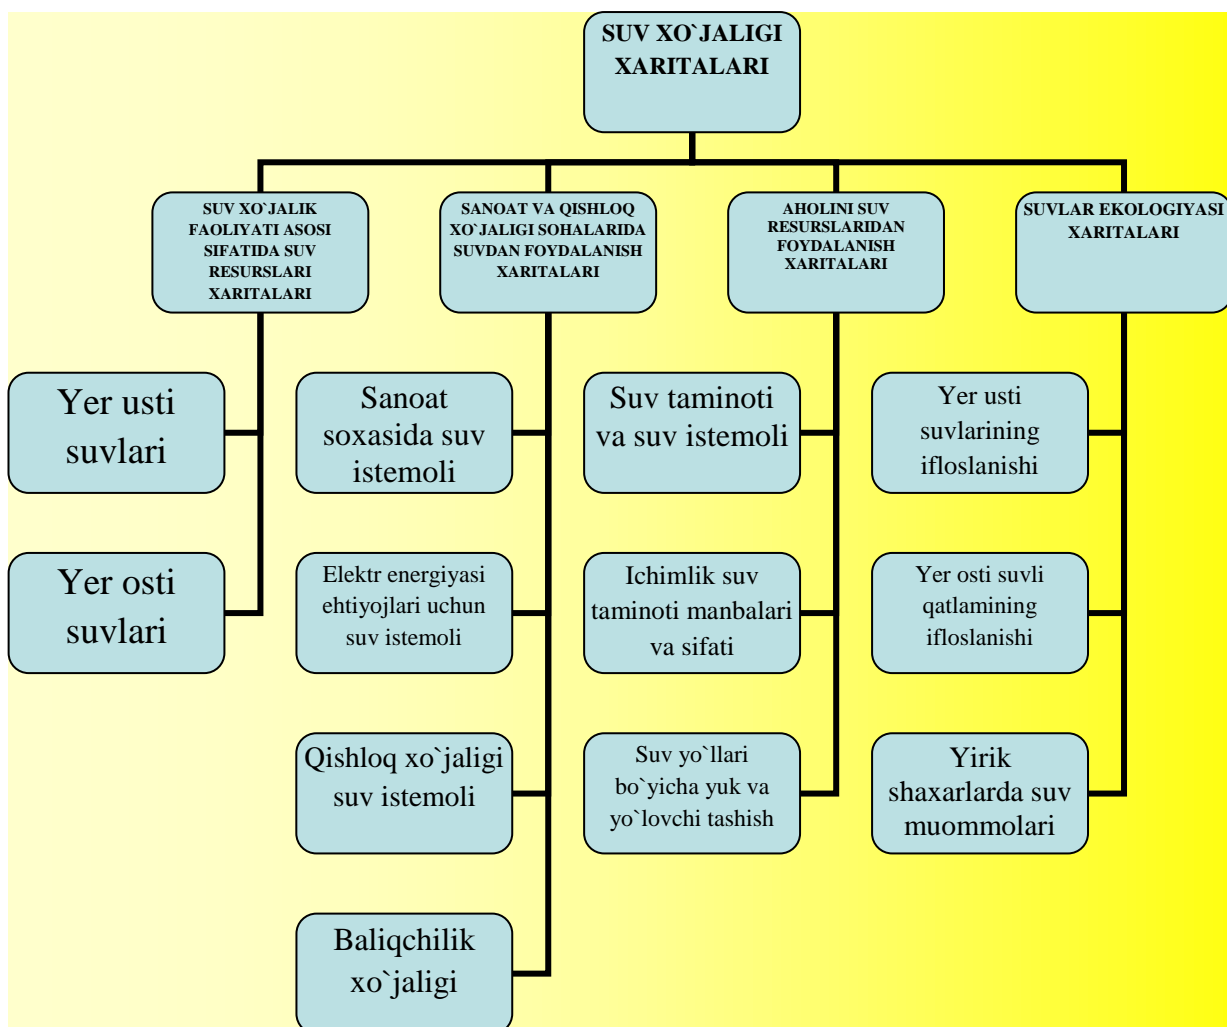 SUV XO`JALIGI
XARITALARI
SUV XO`JALIK
FAOLIYATI ASOSI
SIFATIDA SUV
RESURSLARI
XARITALARI
SANOAT VA QISHLOQ
XO`JALIGI SOHALARIDA
SUVDAN FOYDALANISH
XARITALARI
AHOLINI SUV
RESURSLARIDAN
FOYDALANISH
XARITALARI
SUVLAR EKOLOGIYASI
XARITALARI
Yer usti
suvlari
Sanoat
soxasida suv
istemoli
Suv taminoti
va suv istemoli
Yer usti
suvlarining
ifloslanishi
Yer osti
suvlari
Elektr energiyasi
ehtiyojlari uchun
suv istemoli
Ichimlik suv
taminoti manbalari
va sifati
Yer osti suvli
qatlamining
ifloslanishi
Qishloq xo`jaligi
suv istemoli
Suv yo`llari
bo`yicha yuk va
yo`lovchi tashish
Yirik
shaxarlarda suv
muommolari
Baliqchilik
xo`jaligi